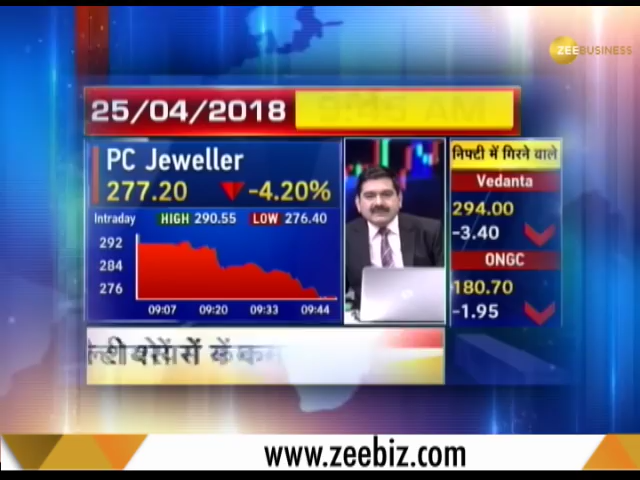 ZEEBUSINESS
25/04/2018
PC Jeweller
277.20 -4.20%
Intraday HIGH 290.55 LOW 276.40
292
284
276
09:07 09:20 09:33 09:44
निफ्टी में गिरने वाले
Vedanta
294.00
-3.40
ONGC
180.70
-1.95
www.zeebiz.com